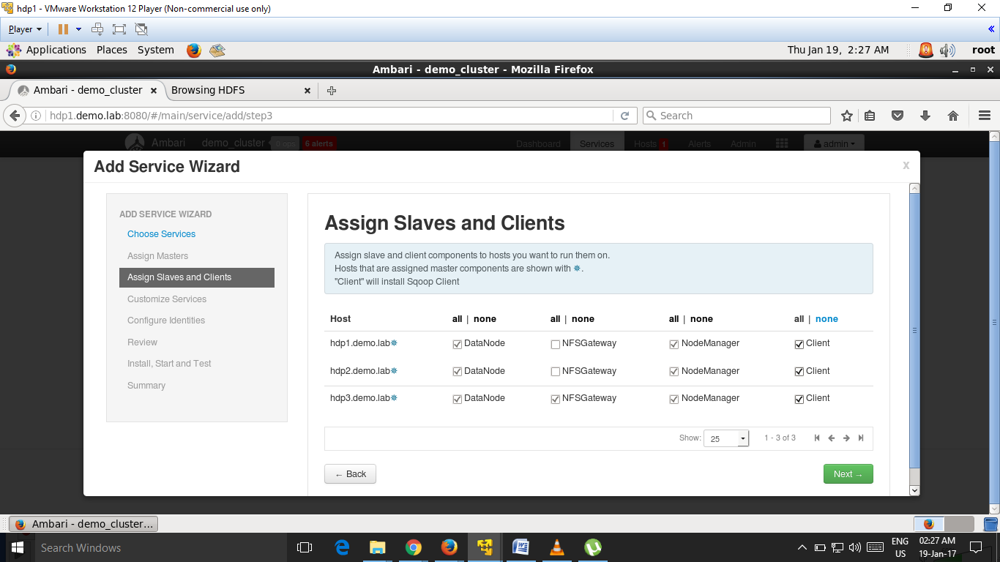 hdp1 - VMware Workstation 12 Player (Non-commercial use only)
Player
Applications Places System Thu Jan 19, 2:27 AM root
Ambari - demo_cluster - Mozilla Firefox
Ambari - demo_cluster Browsing HDFS
hdp1.demo.lab:8080/#/main/service/add/step3 Search
Ambari demo_cluster 0 ops 6 alerts Dashboard Services Hosts 1 Alerts Admin admin
Add Service Wizard x
ADD SERVICE WIZARD
Choose Services
Assign Masters
Assign Slaves and Clients
Customize Services
Configure Identities
Review
Install, Start and Test
Summary
Assign Slaves and Clients
Assign slave and client components to hosts you want to run them on.
Hosts that are assigned master components are shown with ✵.
"Client" will install Sqoop Client
Host all | none all | none all | none all | none
hdp1.demo.lab✵ DataNode NFSGateway NodeManager Client
hdp2.demo.lab✵ DataNode NFSGateway NodeManager Client
hdp3.demo.lab✵ DataNode NFSGateway NodeManager Client
Show: 25 1 - 3 of 3
← Back Next →
Ambari - demo_cluster...
Search Windows
ENG 02:27 AM
US 19-Jan-17